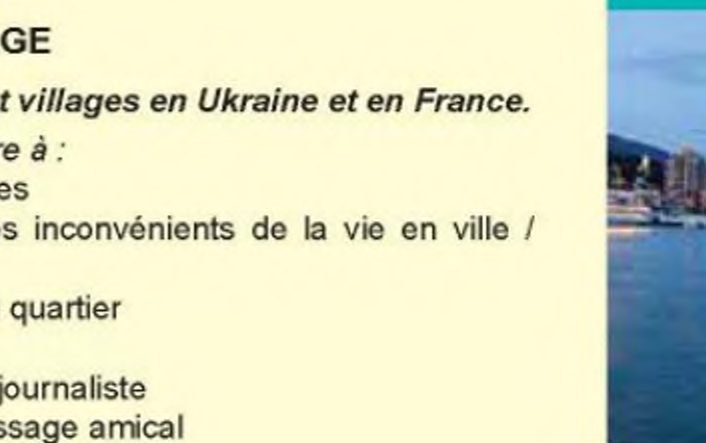 GE
t villages en Ukraine et en France.
re à :
es
s inconvénients de la vie en ville /
quartier
journaliste
ssage amical